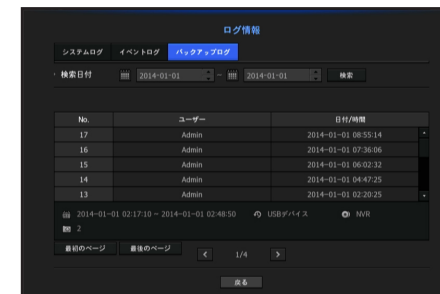 ログ情報
システムログ イベントログ バックアップログ
検索日付 2014-01-01 ~ 2014-01-01 検索
No. ユーザー 日付/時間
17 Admin 2014-01-01 08:55:14
16 Admin 2014-01-01 07:36:06
15 Admin 2014-01-01 06:02:32
14 Admin 2014-01-01 04:47:25
13 Admin 2014-01-01 02:20:25
2014-01-01 02:17:10 ~ 2014-01-01 02:48:50 USBデバイス NVR
2
最初のページ 最後のページ < 1/4 >
戻る